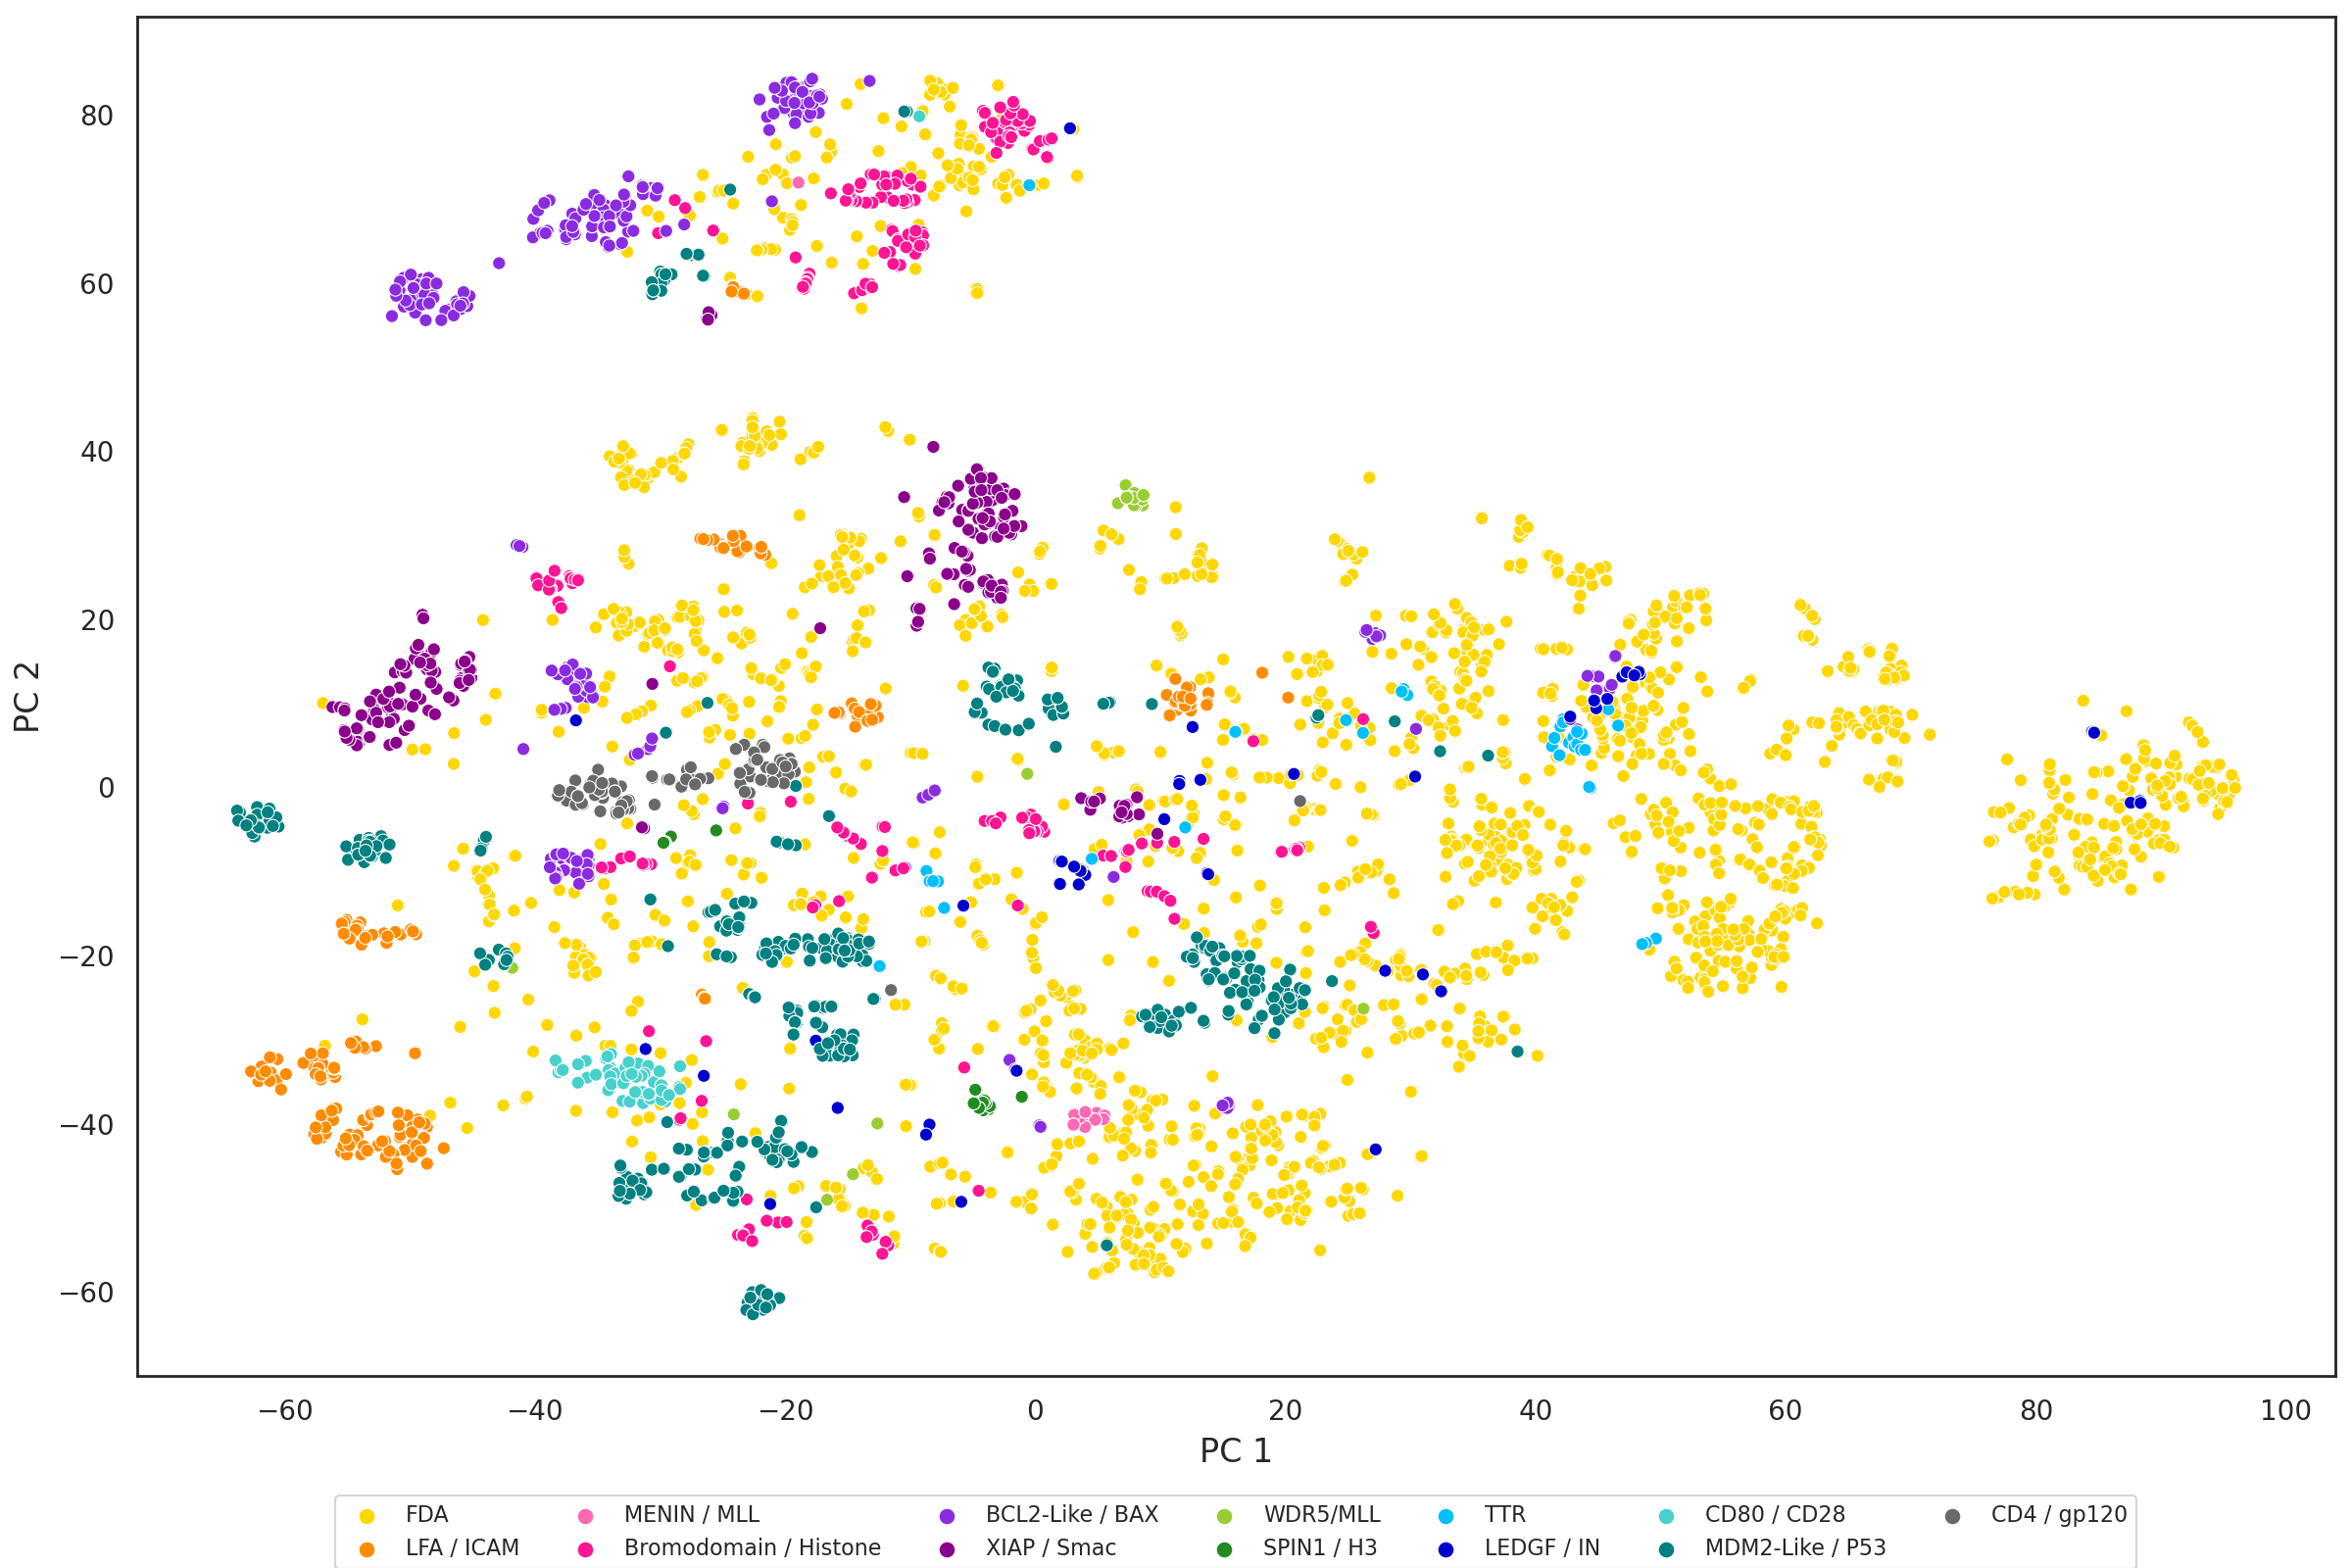 80
60
40
20
0
−20
−40
−60
PC 2
−60 −40 −20 0 20 40 60 80 100
PC 1
FDA MENIN / MLL BCL2-Like / BAX WDR5/MLL TTR CD80 / CD28 CD4 / gp120
LFA / ICAM Bromodomain / Histone XIAP / Smac SPIN1 / H3 LEDGF / IN MDM2-Like / P53